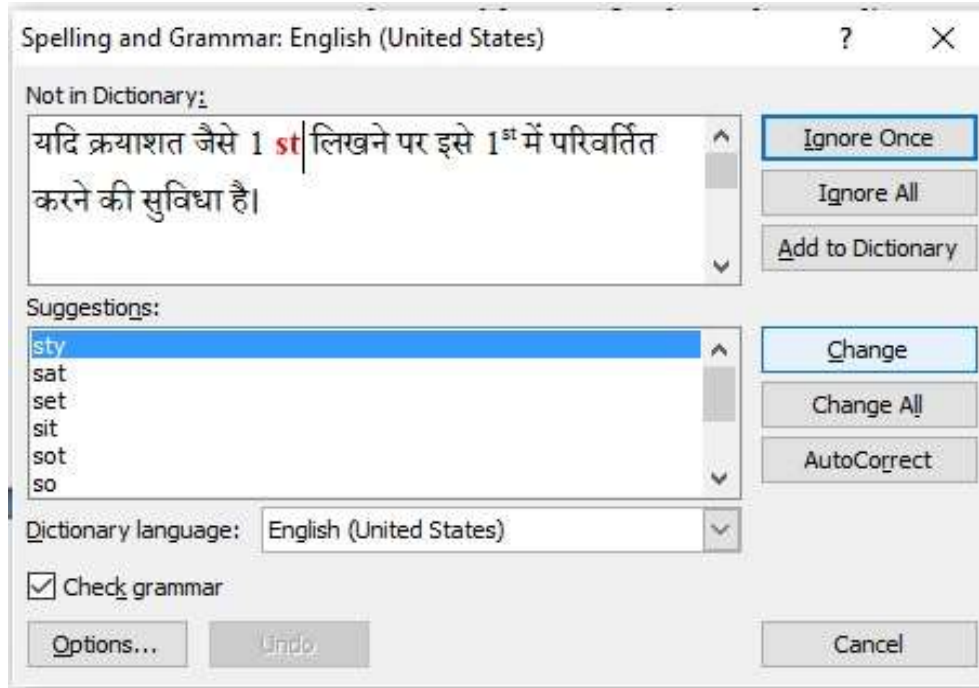 Spelling and Grammar: English (United States) ? ×
Not in Dictionary:
यदि क्रयाशत जैसे 1 st लिखने पर इसे 1st में परिवर्तित
करने की सुविधा है।
Ignore Once
Ignore All
Add to Dictionary
Suggestions:
sty
sat
set
sit
sot
so
Change
Change All
AutoCorrect
Dictionary language: English (United States)
Check grammar
Options... Undo Cancel